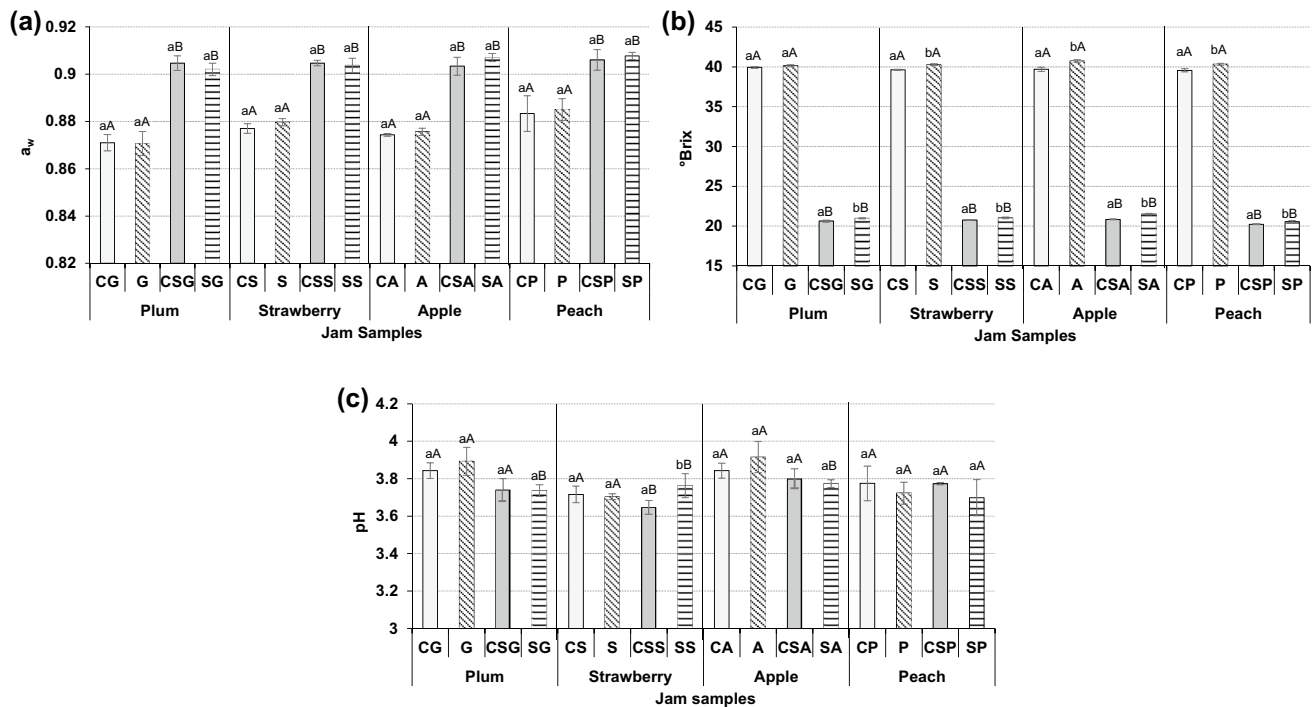 (a)
0.92
0.9
0.88
0.86
0.84
0.82
aw
aA aA aB aB aA aA aB aB aA aA aB aB aA aA aB aB
CG G CSG SG CS S CSS SS CA A CSA SA CP P CSP SP
Plum Strawberry Apple Peach
Jam Samples
(b)
45
40
35
30
25
20
15
°Brix
aA aA aB bB aA bA aB bB aA bA aB bB aA bA aB bB
CG G CSG SG CS S CSS SS CA A CSA SA CP P CSP SP
Plum Strawberry Apple Peach
Jam Samples
(c)
4.2
4
3.8
3.6
3.4
3.2
3
pH
aA aA aA aB aA aA aB bB aA aA aA aB aA aA aA aA
CG G CSG SG CS S CSS SS CA A CSA SA CP P CSP SP
Plum Strawberry Apple Peach
Jam samples